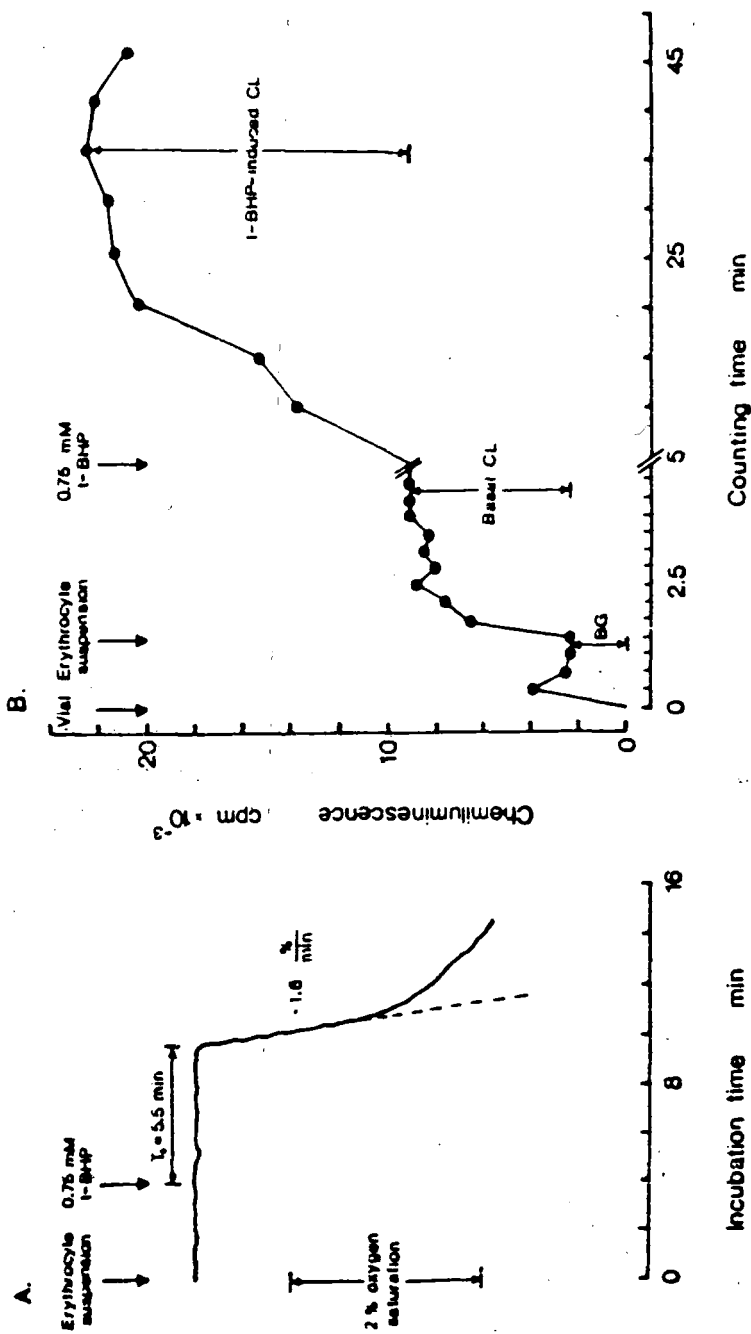 A.
Erythrocyte
suspension
0.75 mM
t-BHP
τ₀ = 5.5 min
- 1.6 %/min
2 % oxygen
saturation
0
8
16
Incubation time min
B.
Vial
Erythrocyte
suspension
0.75 mM
t-BHP
Chemiluminescence cpm × 10⁻³
20
10
0
BG
Basal CL
t-BHP-induced CL
0
2.5
5
25
45
Counting time min